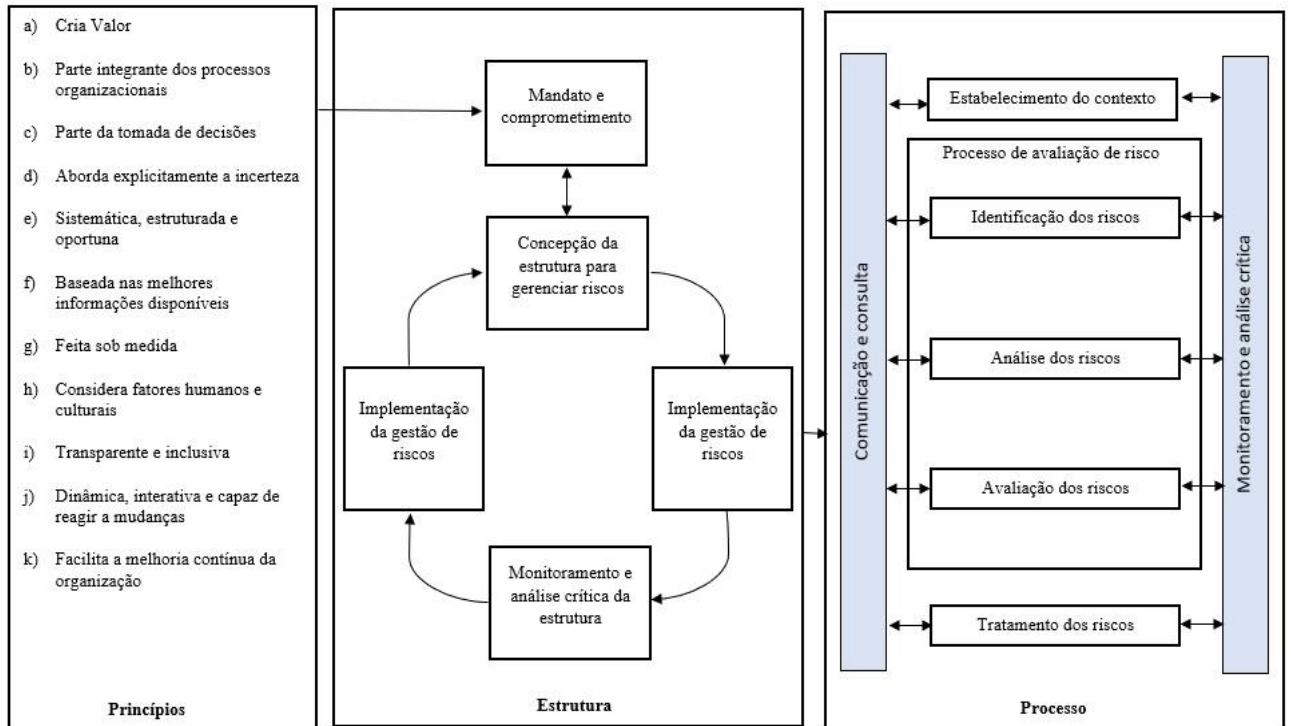 a) Cria Valor
b) Parte integrante dos processos
organizacionais
c) Parte da tomada de decisões
d) Aborda explicitamente a incerteza
e) Sistemática, estruturada e
oportuna
f) Baseada nas melhores
informações disponíveis
g) Feita sob medida
h) Considera fatores humanos e
culturais
i) Transparente e inclusiva
j) Dinâmica, interativa e capaz de
reagir a mudanças
k) Facilita a melhoria contínua da
organização
Princípios
Mandato e
comprometimento
Concepção da
estrutura para
gerenciar riscos
Implementação
da gestão de
riscos
Implementação
da gestão de
riscos
Monitoramento e
análise crítica da
estrutura
Estrutura
Comunicação e consulta
Estabelecimento do contexto
Processo de avaliação de risco
Identificação dos riscos
Análise dos riscos
Avaliação dos riscos
Tratamento dos riscos
Monitoramento e análise crítica
Processo